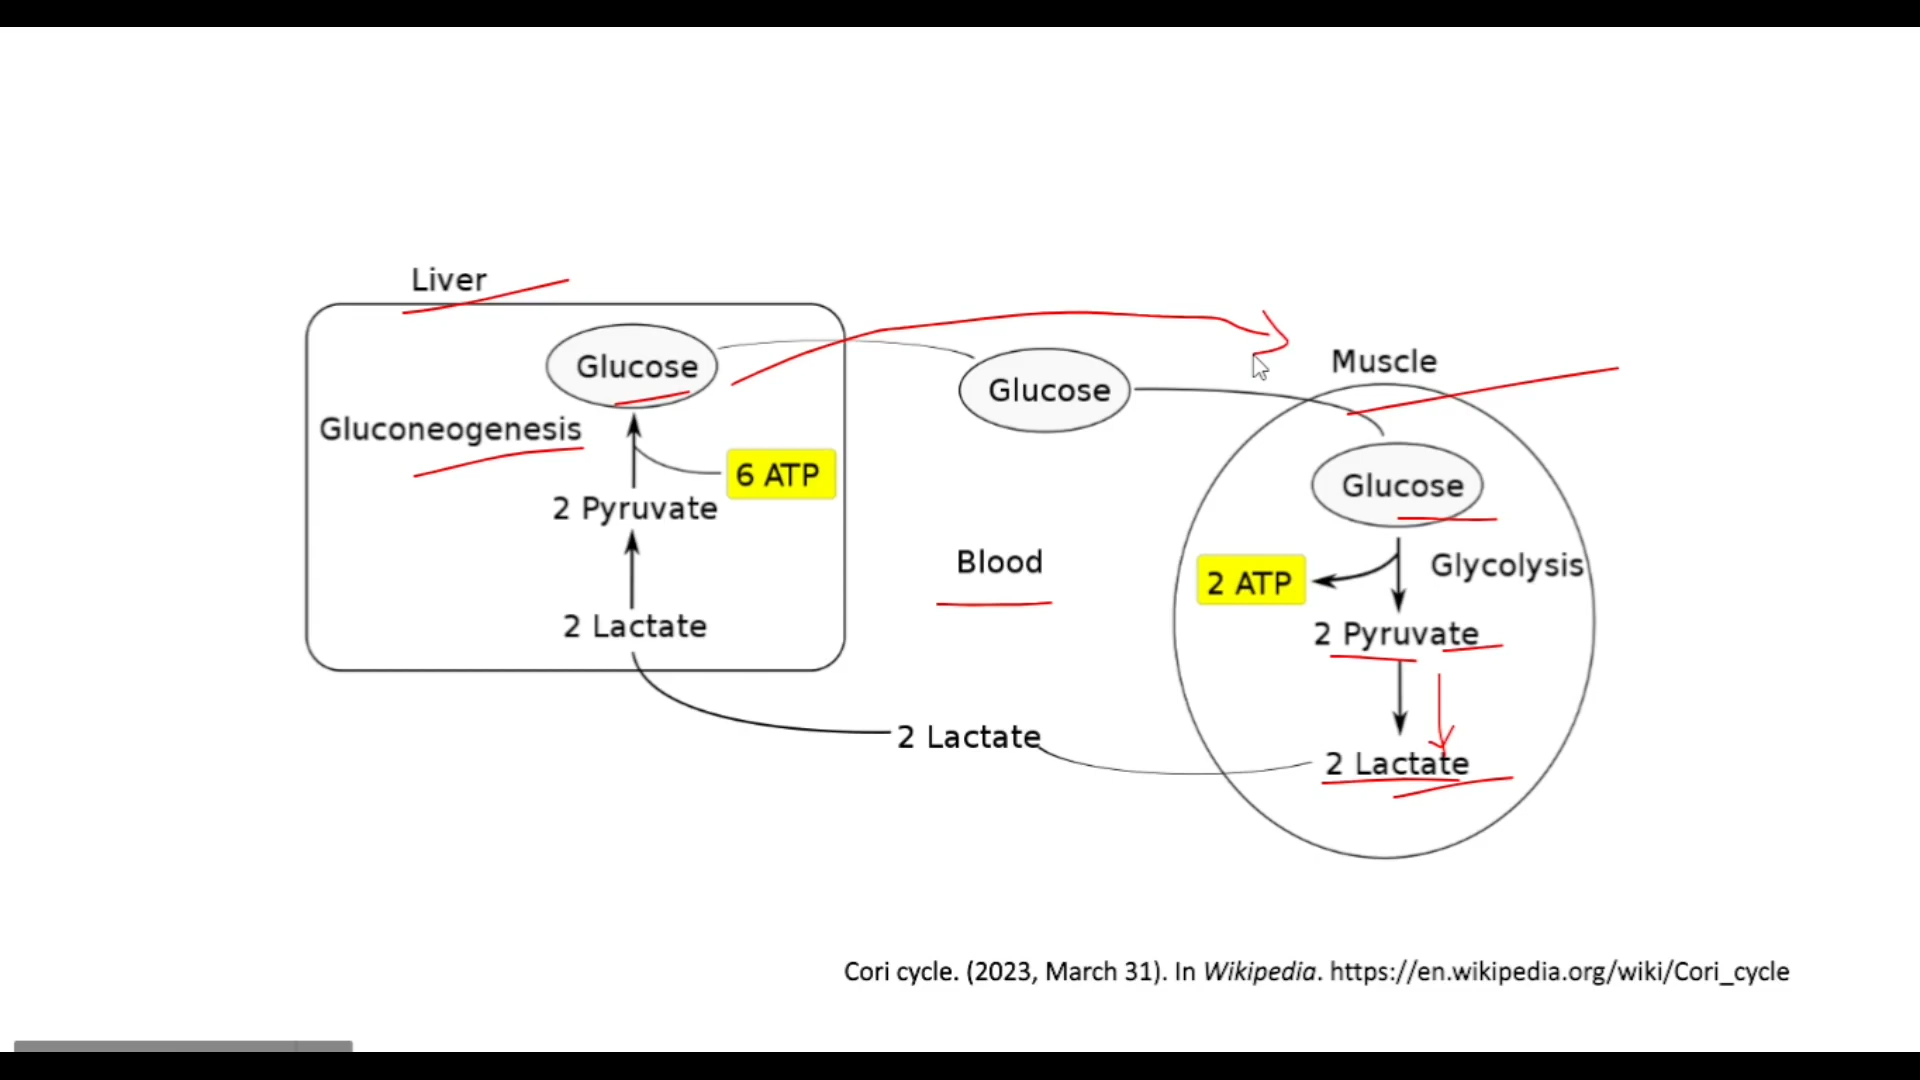 Liver
Glucose
Gluconeogenesis
6 ATP
2 Pyruvate
2 Lactate
Glucose
Blood
2 Lactate
Muscle
Glucose
Glycolysis
2 ATP
2 Pyruvate
2 Lactate
Cori cycle. (2023, March 31). In Wikipedia. https://en.wikipedia.org/wiki/Cori_cycle